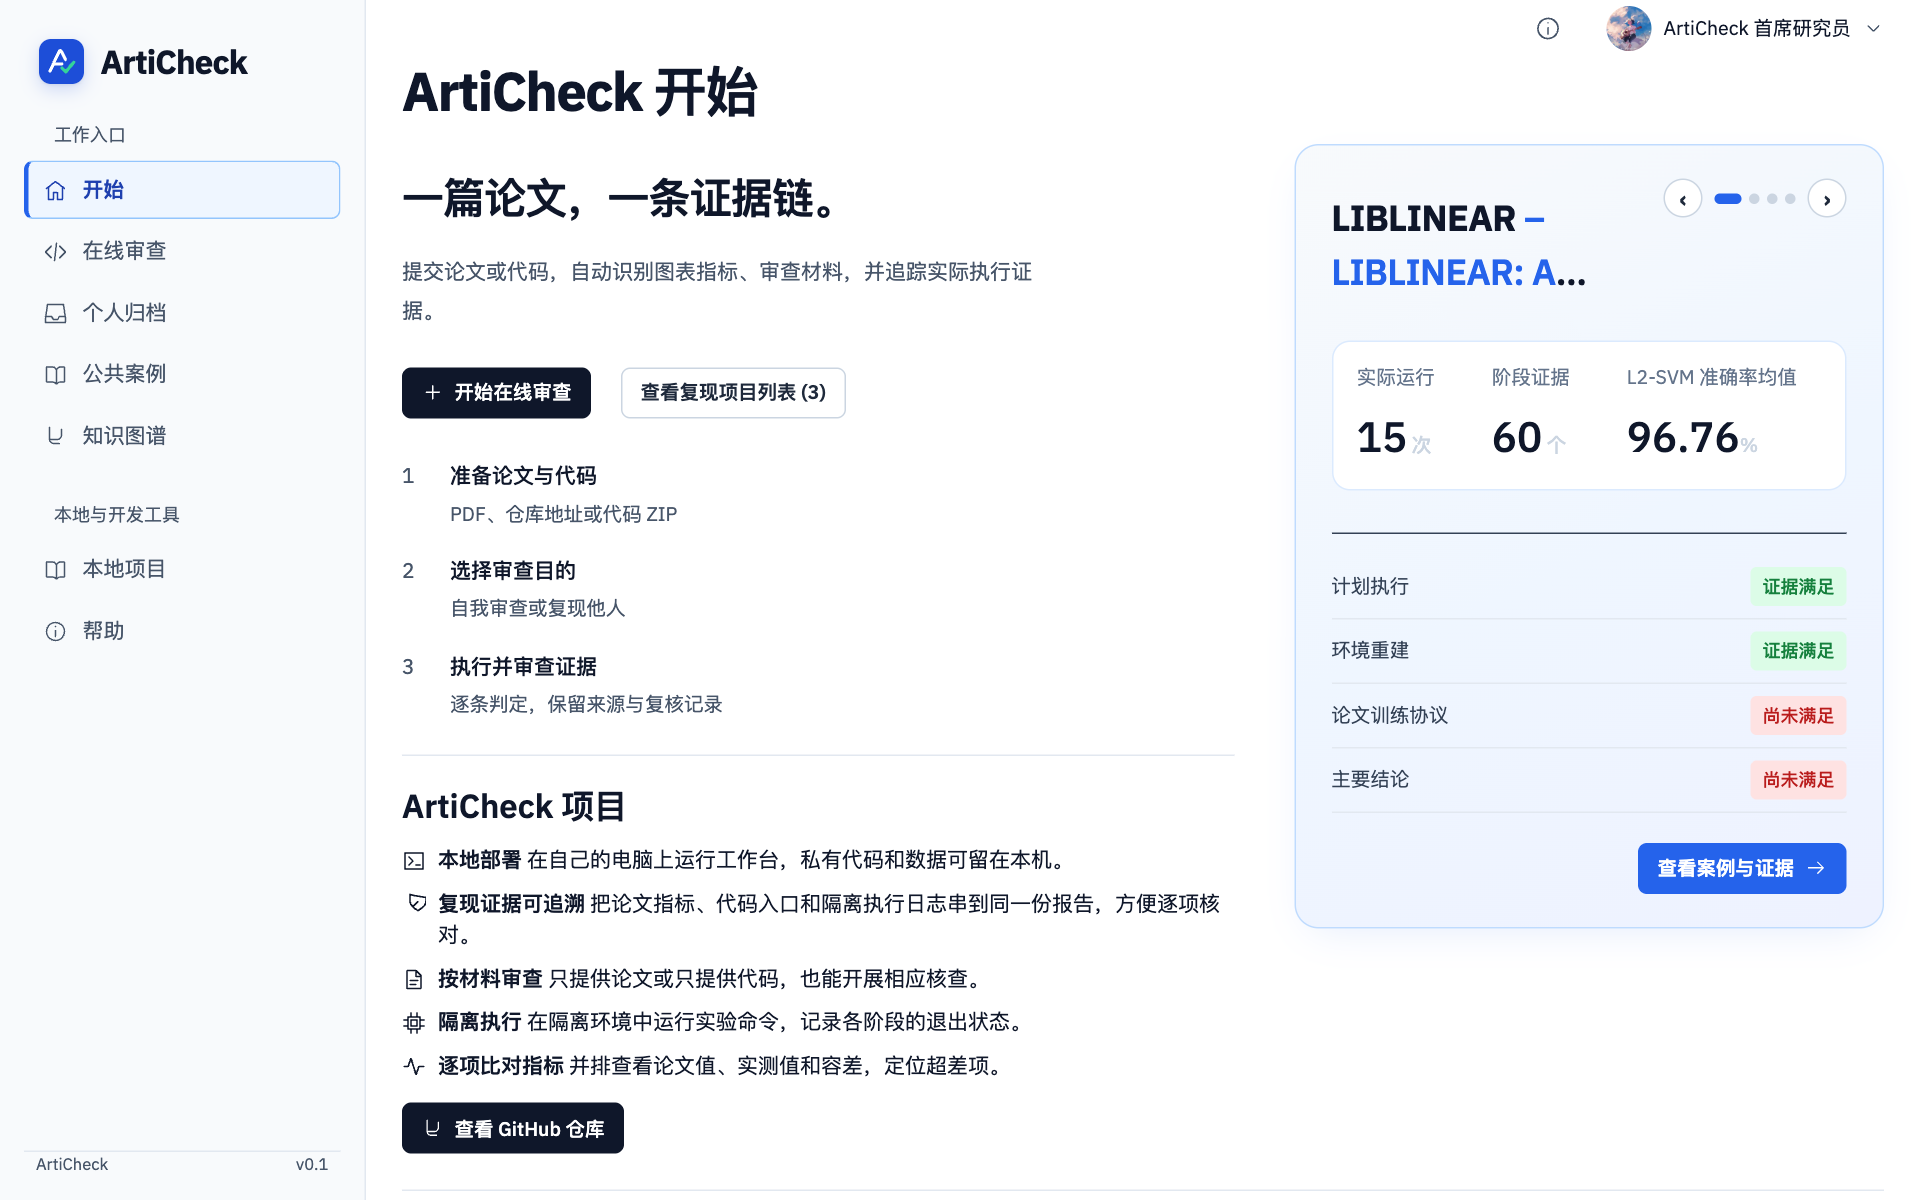 ArtiCheck
工作入口
开始
在线审查
个人归档
公共案例
知识图谱
本地与开发工具
本地项目
帮助
ArtiCheck
v0.1
ArtiCheck 首席研究员
ArtiCheck 开始
一篇论文，一条证据链。
提交论文或代码，自动识别图表指标、审查材料，并追踪实际执行证
据。
开始在线审查
查看复现项目列表 (3)
1
准备论文与代码
PDF、仓库地址或代码 ZIP
2
选择审查目的
自我审查或复现他人
3
执行并审查证据
逐条判定，保留来源与复核记录
ArtiCheck 项目
本地部署 在自己的电脑上运行工作台，私有代码和数据可留在本机。
复现证据可追溯 把论文指标、代码入口和隔离执行日志串到同一份报告，方便逐项核
对。
按材料审查 只提供论文或只提供代码，也能开展相应核查。
隔离执行 在隔离环境中运行实验命令，记录各阶段的退出状态。
逐项比对指标 并排查看论文值、实测值和容差，定位超差项。
查看 GitHub 仓库
LIBLINEAR –
LIBLINEAR: A...
实际运行
15 次
阶段证据
60 个
L2-SVM 准确率均值
96.76%
计划执行
证据满足
环境重建
证据满足
论文训练协议
尚未满足
主要结论
尚未满足
查看案例与证据